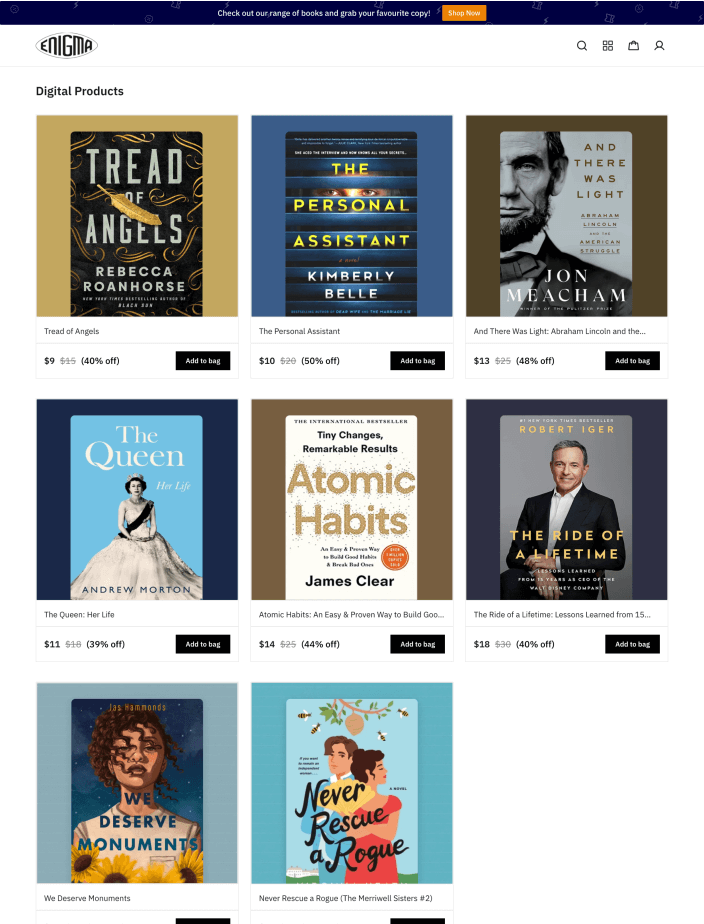 Check out our range of books and grab your favourite copy! Shop Now
ENIGMA
Digital Products
TREAD
OF
ANGELS
REBECCA
ROANHORSE
NEW YORK TIMES BESTSELLING AUTHOR OF
BLACK SUN
Tread of Angels
$9 $15 (40% off) Add to bag
SHE ACED THE INTERVIEW AND NOW KNOWS ALL YOUR SECRETS...
THE
PERSONAL
ASSISTANT
a novel
KIMBERLY
BELLE
BESTSELLING AUTHOR OF DEAR WIFE AND THE MARRIAGE LIE
The Personal Assistant
$10 $20 (50% off) Add to bag
AND
THERE
WAS
LIGHT
ABRAHAM
LINCOLN
AND THE
AMERICAN
STRUGGLE
JON
MEACHAM
WINNER OF THE PULITZER PRIZE
And There Was Light: Abraham Lincoln and the...
$13 $25 (48% off) Add to bag
The
Queen
Her Life
ANDREW MORTON
The Queen: Her Life
$11 $18 (39% off) Add to bag
THE INTERNATIONAL BESTSELLER
Tiny Changes,
Remarkable Results
Atomic
Habits
An Easy & Proven Way
to Build Good Habits
& Break Bad Ones
James Clear
Atomic Habits: An Easy & Proven Way to Build Goo...
$14 $25 (44% off) Add to bag
#1 NEW YORK TIMES BESTSELLER
ROBERT IGER
THE RIDE OF
A LIFETIME
LESSONS LEARNED
FROM 15 YEARS AS CEO OF THE
WALT DISNEY COMPANY
The Ride of a Lifetime: Lessons Learned from 15...
$18 $30 (40% off) Add to bag
Jas Hammonds
WE
DESERVE
MONUMENTS
We Deserve Monuments
If you want
to remain an
independent
woman...
A NOVEL
Never
Rescue
a Rogue
Never Rescue a Rogue (The Merriwell Sisters #2)